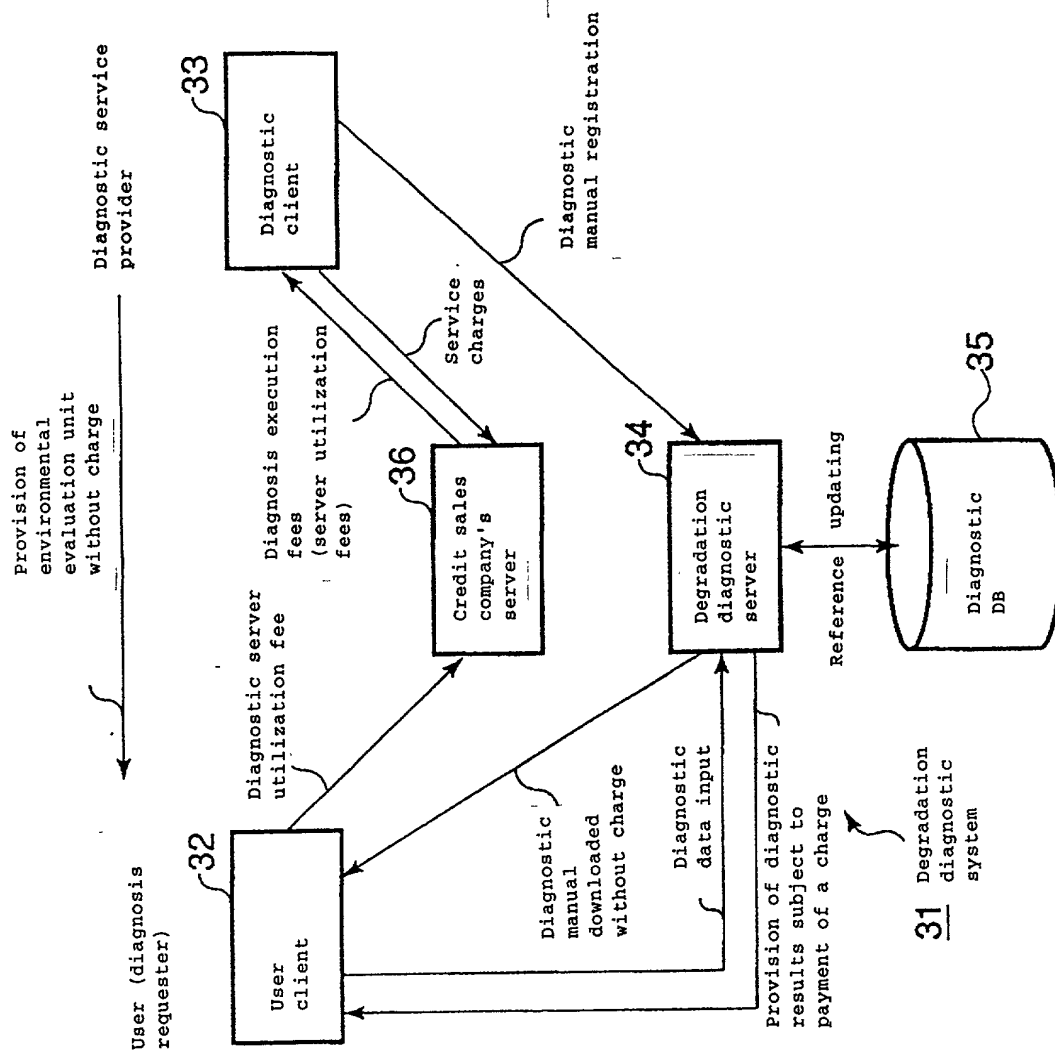 Provision of
environmental
evaluation unit
without charge
User (diagnosis
requester)
Diagnostic service
provider
32
User
client
33
Diagnostic
client
Diagnostic server
utilization fee
Diagnosis execution
fees
(server utilization
fees)
Service
charges
36
Credit sales
company's
server
Diagnostic
manual registration
Diagnostic
manual
downloaded
without charge
Diagnostic
data input
34
Degradation
diagnostic
server
Provision of diagnostic
results subject to
payment of a charge
Reference updating
35
Diagnostic
DB
31 Degradation
diagnostic
system